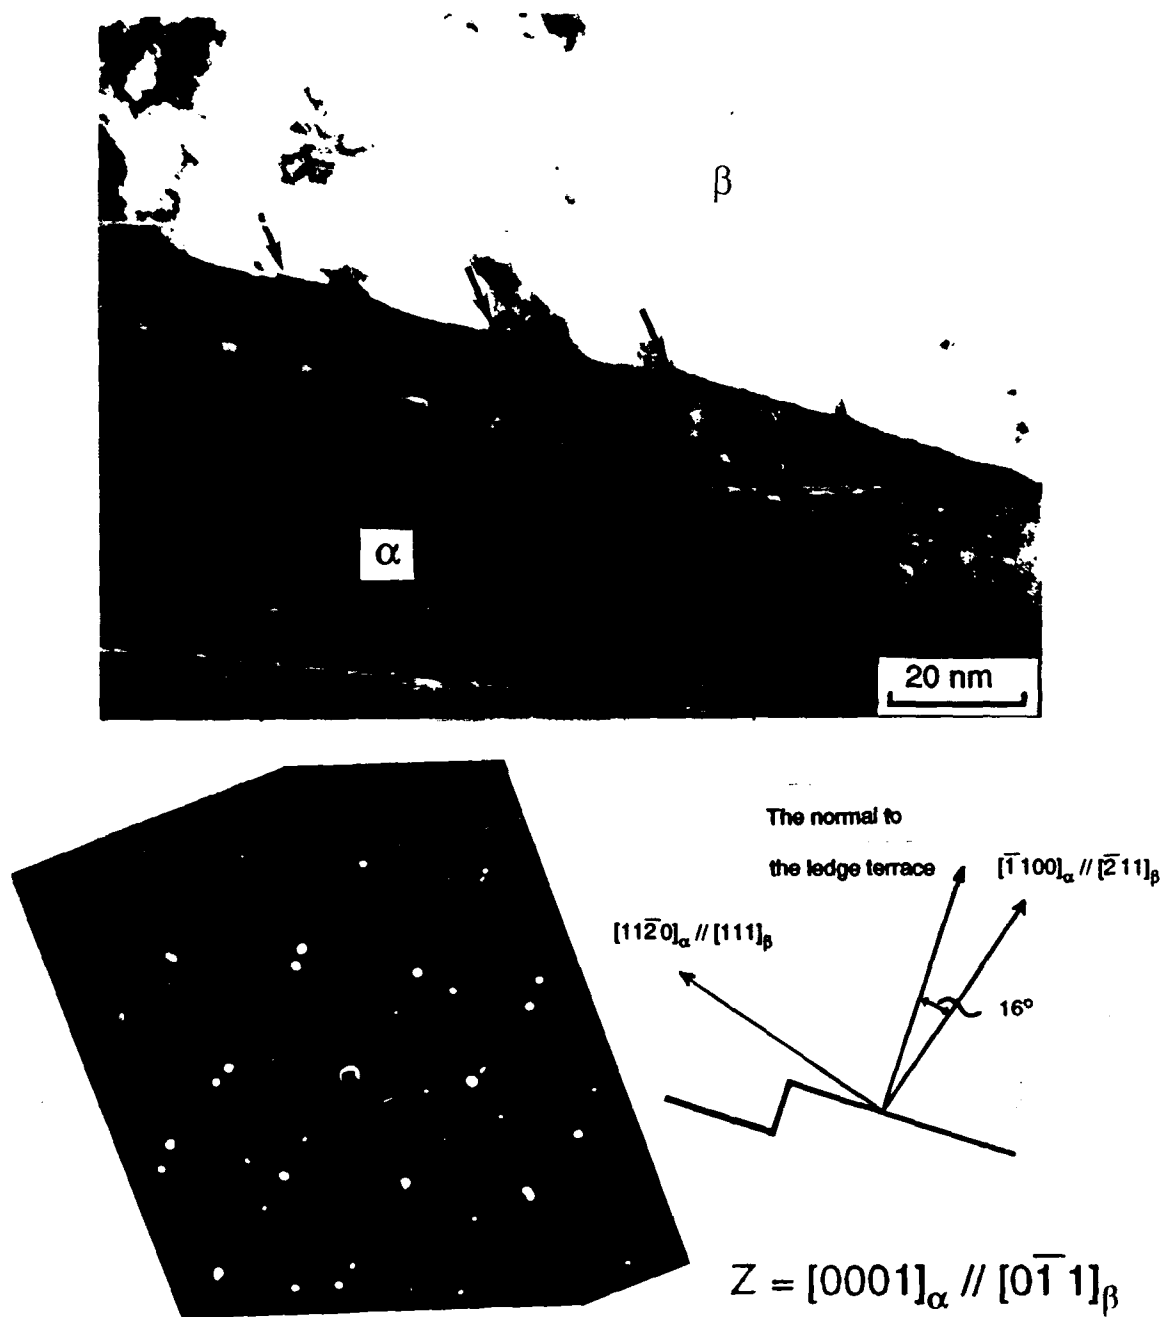 β
α
20 nm
The normal to
the ledge terrace
[1̅100]α // [2̅11]β
[112̅0]α // [111]β
16°
Z = [0001]α // [01̅1]β